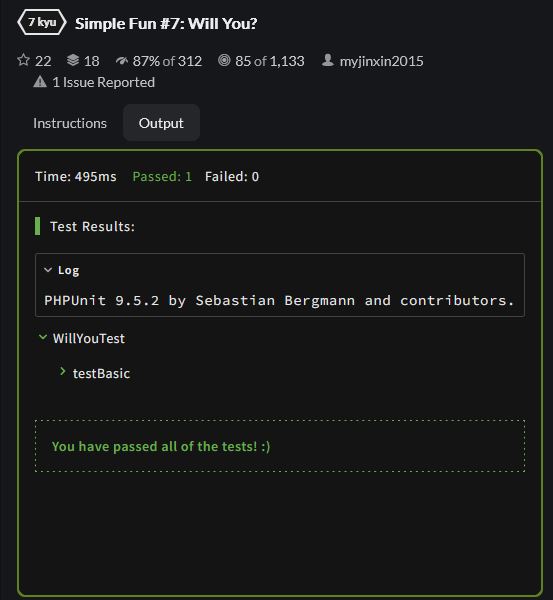 7 kyu Simple Fun #7: Will You?
22 18 87% of 312 85 of 1,133 myjinxin2015
1 Issue Reported
Instructions Output
Time: 495ms Passed: 1 Failed: 0
Test Results:
Log
PHPUnit 9.5.2 by Sebastian Bergmann and contributors.
WillYouTest
testBasic
You have passed all of the tests! :)